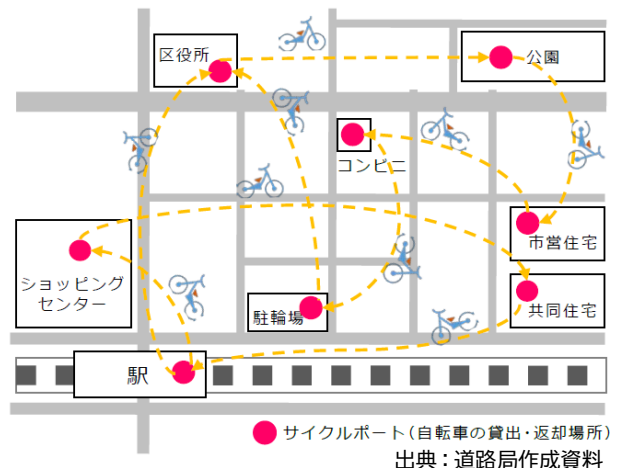 区役所
公園
コンビニ
市営住宅
ショッピング
センター
共同住宅
駐輪場
駅
サイクルポート(自転車の貸出・返却場所)
出典:道路局作成資料